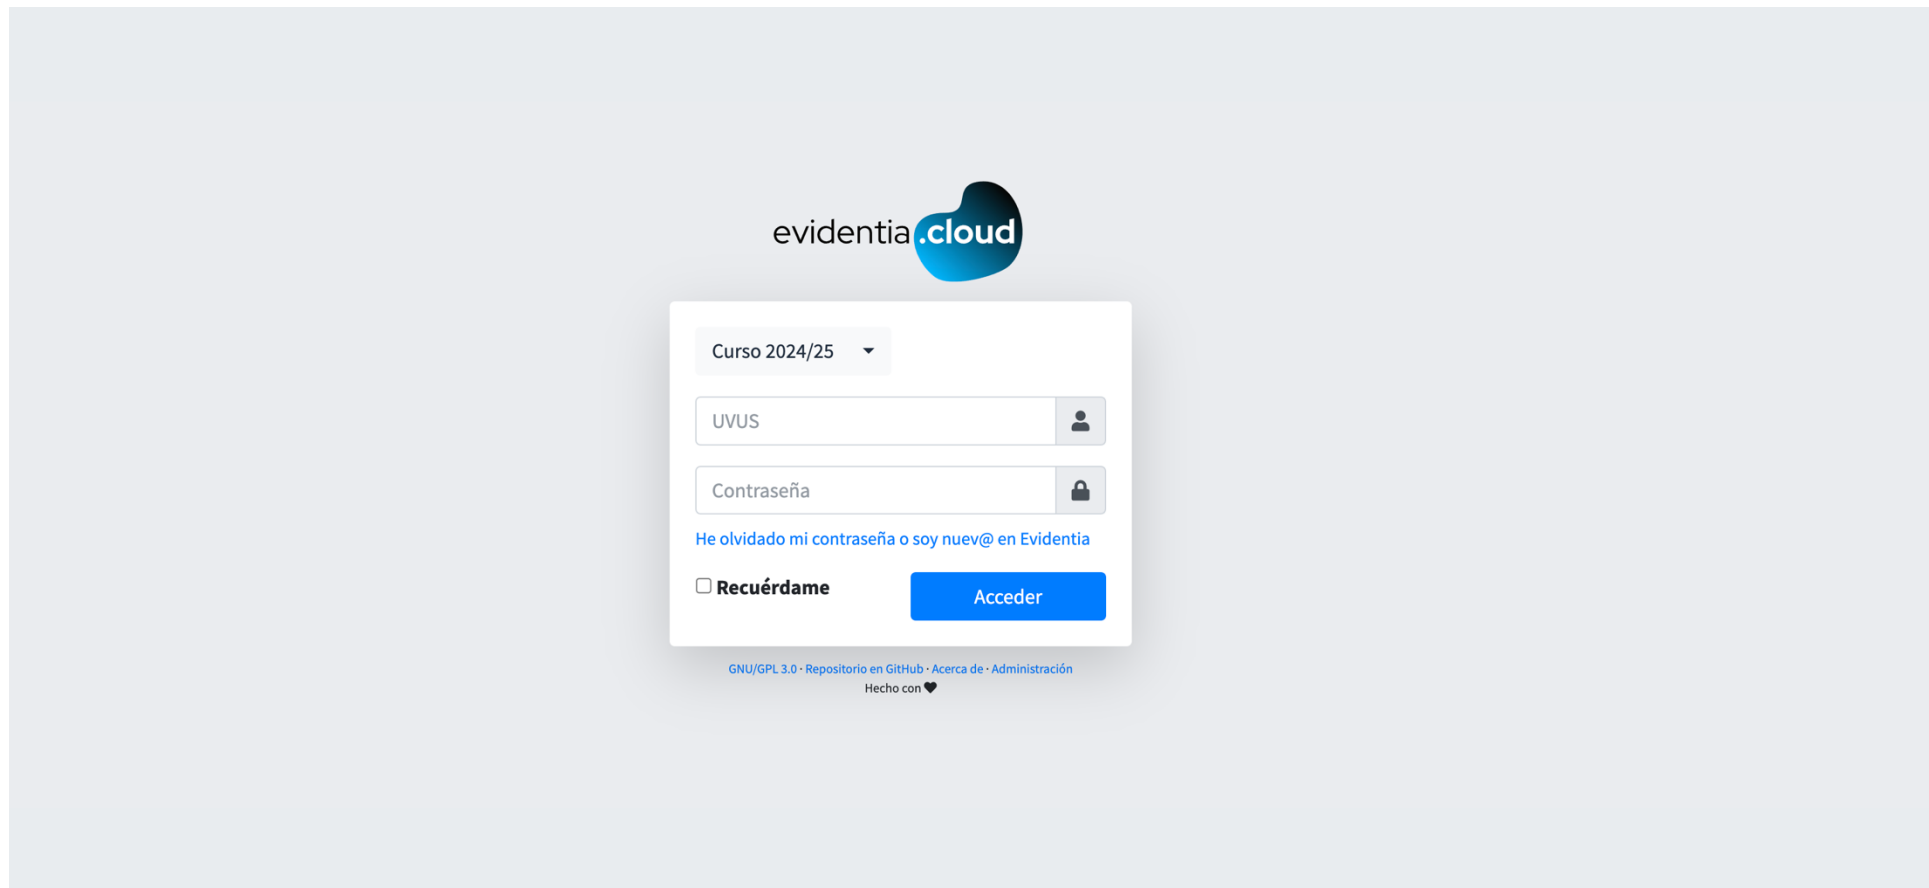 evidentia.cloud
Curso 2024/25
UVUS
Contraseña
He olvidado mi contraseña o soy nuev@ en Evidentia
Recuérdame
Acceder
GNU/GPL 3.0 · Repositorio en GitHub · Acerca de · Administración
Hecho con